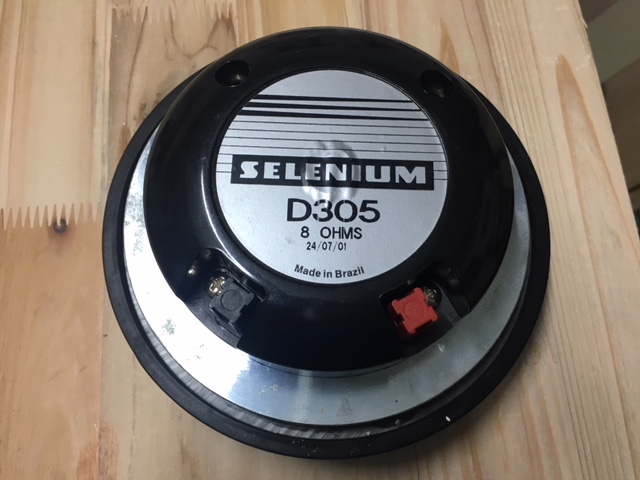 SELENIUM
D305
8 OHMS
24/07/01
Made in Brazil